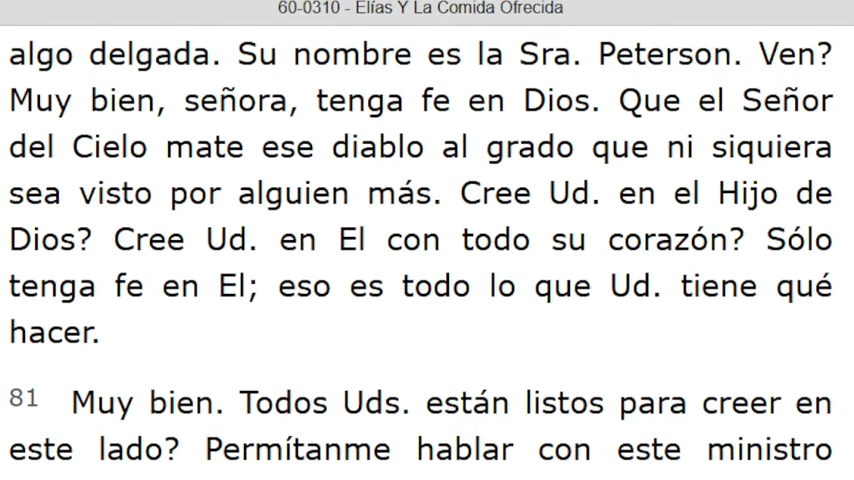 60-0310 - Elías Y La Comida Ofrecida
algo delgada. Su nombre es la Sra. Peterson. Ven?
Muy bien, señora, tenga fe en Dios. Que el Señor
del Cielo mate ese diablo al grado que ni siquiera
sea visto por alguien más. Cree Ud. en el Hijo de
Dios? Cree Ud. en El con todo su corazón? Sólo
tenga fe en El; eso es todo lo que Ud. tiene qué
hacer.
81 Muy bien. Todos Uds. están listos para creer en
este lado? Permítanme hablar con este ministro